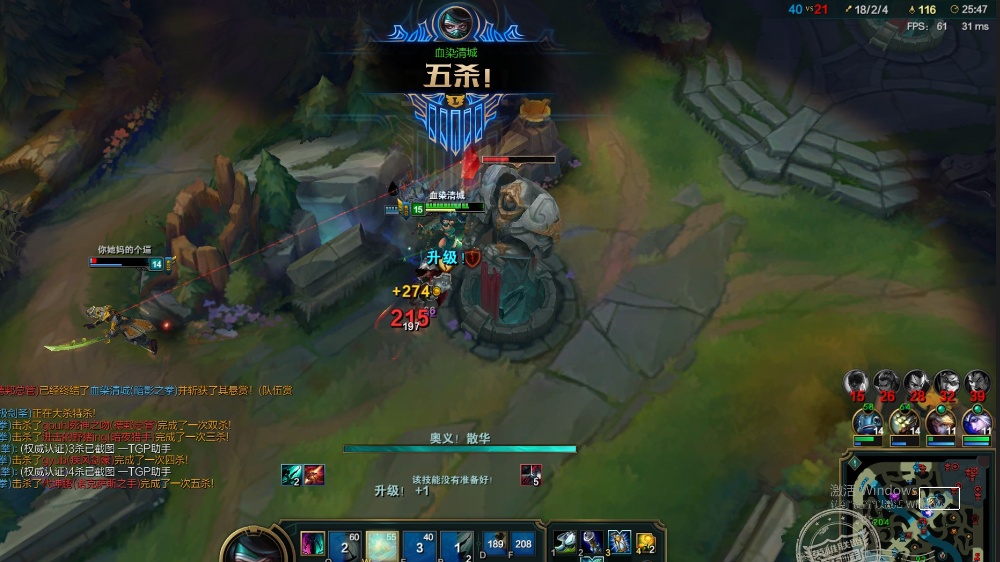 40 vs 21 18/2/4 116 25:47
FPS: 61 31 ms
血染清城
五杀!
血染清城
15
你她妈的个逼
14
升级!
+274
215
197
德邦总管)已经终结了血染清城(暗影之拳)并斩获了其悬赏! (队伍赏
极剑圣)正在大杀特杀!
拳)击杀了gouhl死神之吻(德邦总管)完成了一次双杀!
拳)击杀了进击的野猪ing(暗夜猎手)完成了一次三杀!
拳): (权威认证)3杀已截图 —TGP助手
拳)击杀了gyub(疾风剑豪)完成了一次四杀!
拳): (权威认证)4杀已截图 —TGP助手
拳)击杀了代坤鹏(诺克萨斯之手)完成了一次五杀!
奥义! 散华
该技能没有准备好!
升级! +1
2
5
15 26 28 32 39
58 64
14 14 11 11
激活 Windows
转到“设置”以激活 Windows。
204
92
英雄联盟
60 55 40
2 3 1 189 208
W D F
2
1 2 3 4 2